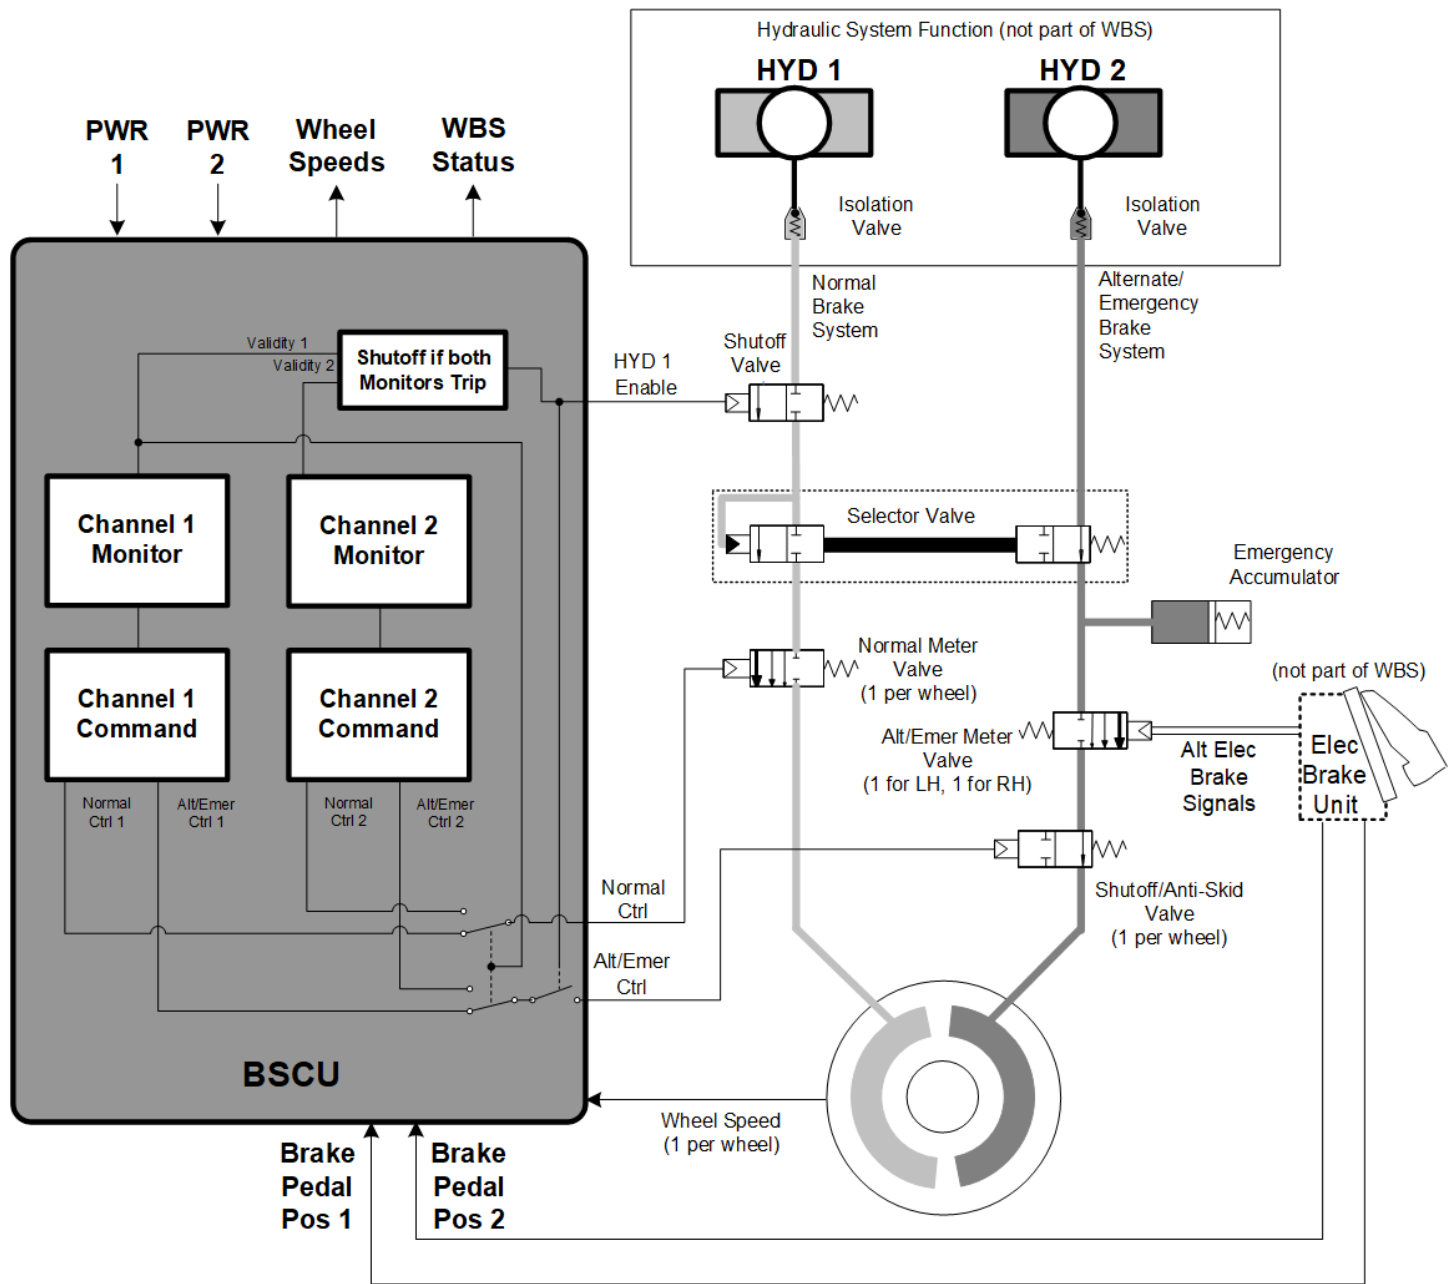 Hydraulic System Function (not part of WBS)
HYD 1
HYD 2
Isolation
Valve
Isolation
Valve
PWR
1
PWR
2
Wheel
Speeds
WBS
Status
Normal
Brake
System
Alternate/
Emergency
Brake
System
Shutoff
Valve
HYD 1
Enable
Validity 1
Validity 2
Shutoff if both
Monitors Trip
Channel 1
Monitor
Channel 2
Monitor
Selector Valve
Emergency
Accumulator
Channel 1
Command
Channel 2
Command
Normal Meter
Valve
(1 per wheel)
(not part of WBS)
Alt/Emer Meter
Valve
(1 for LH, 1 for RH)
Alt Elec
Brake
Signals
Elec
Brake
Unit
Normal
Ctrl 1
Alt/Emer
Ctrl 1
Normal
Ctrl 2
Alt/Emer
Ctrl 2
Normal
Ctrl
Alt/Emer
Ctrl
Shutoff/Anti-Skid
Valve
(1 per wheel)
BSCU
Wheel Speed
(1 per wheel)
Brake
Pedal
Pos 1
Brake
Pedal
Pos 2